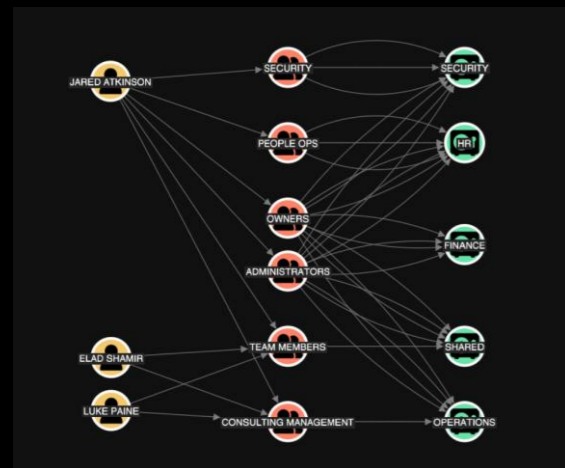 JARED ATKINSON
SECURITY
SECURITY
PEOPLE OPS
HR
OWNERS
FINANCE
ADMINISTRATORS
ELAD SHAMIR
TEAM MEMBERS
SHARED
LUKE PAINE
CONSULTING MANAGEMENT
OPERATIONS